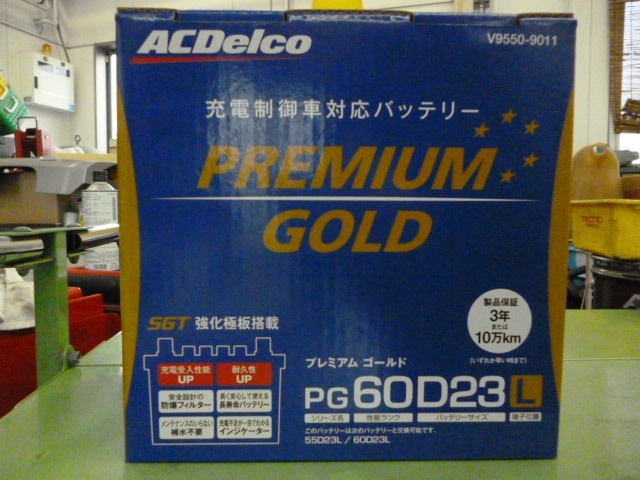 ACDelco
V9550-9011
充電制御車対応バッテリー
PREMIUM
GOLD
SGT 強化極板搭載
充電受入性能
UP
耐久性
UP
安全設計の
防爆フィルター
長く安心して使える
長寿命バッテリー
メンテナンスのいらない
補水不要
充電不足が一目でわかる
インジケーター
製品保証
3年
または
10万km
(いずれか早い時まで)
プレミアム ゴールド
PG 60D23 L
シリーズ名 性能ランク バッテリーサイズ 端子位置
このバッテリーは次のバッテリーと交換可能です。
55D23L / 60D23L
TECNO